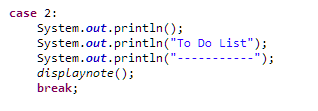 case 2:
    System.out.println();
    System.out.println("To Do List");
    System.out.println("-----------");
    displaynote();
    break;